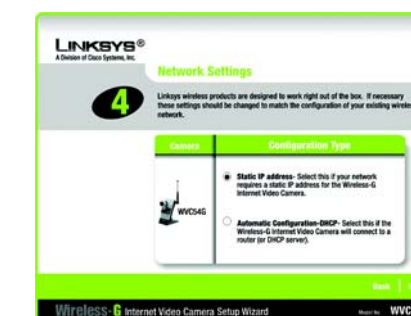 LINKSYS®
A Division of Cisco Systems, Inc.
Network Settings
4
Linksys wireless products are designed to work right out of the box. If necessary
these settings should be changed to match the configuration of your existing
network.
Camera
Configuration Type
Static IP address- Select this if your network
requires a static IP address for the Wireless-G
Internet Video Camera.
WVC54G
Automatic Configuration-DHCP- Select this if the
Wireless-G Internet Video Camera will connect to a
router (or DHCP server).
Back
Wireless-G Internet Video Camera Setup Wizard
Model No.